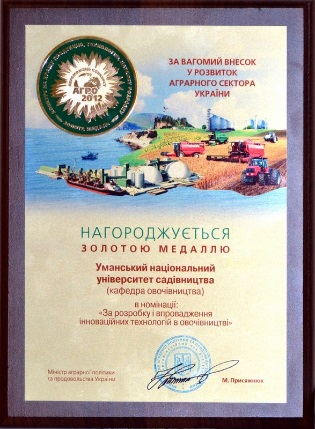 АГРО
2012
ЗА ВАГОМИЙ ВНЕСОК
У РОЗВИТОК
АГРАРНОГО СЕКТОРА
УКРАЇНИ
НАГОРОДЖУЄТЬСЯ
ЗОЛОТОЮ МЕДАЛЛЮ
Уманський національний
університет садівництва
(кафедра овочівництва)
в номінації:
«За розробку і впровадження
інноваційних технологій в овочівництві»
Міністр аграрної політики
та продовольства України
М. Присяжнюк